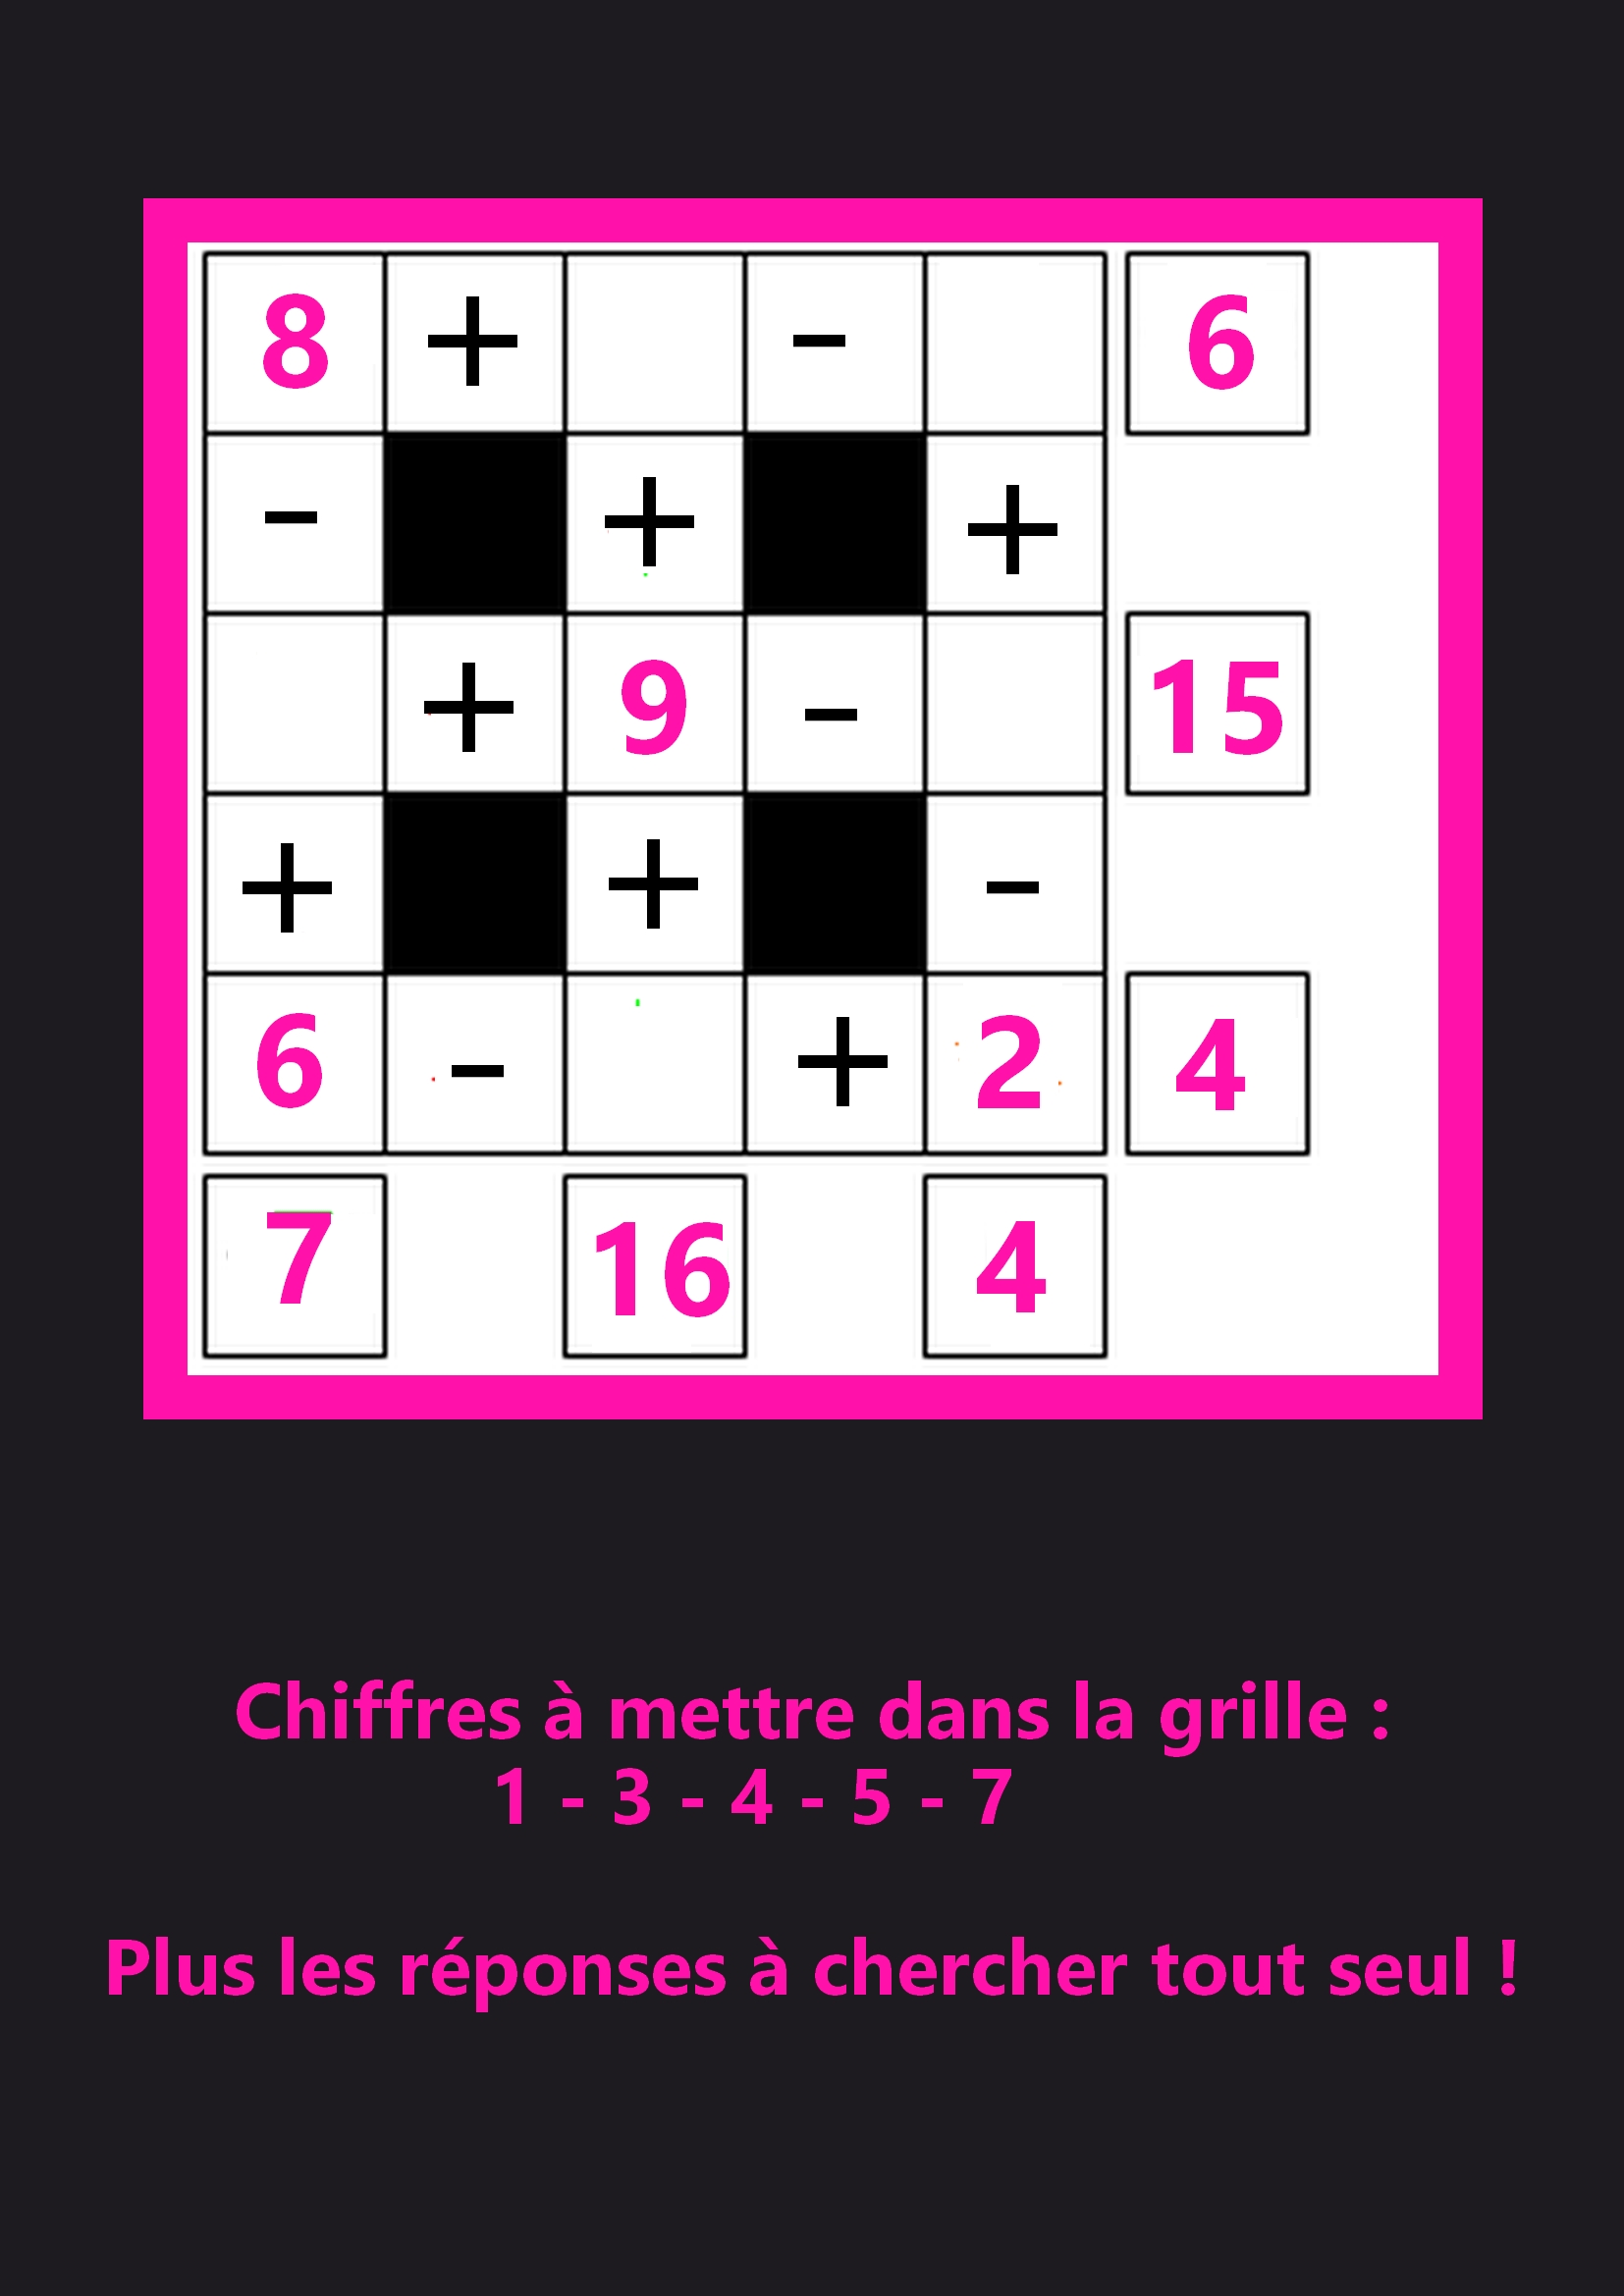 8 + - 6
- + +
+ 9 - 15
+ + -
6 - + 2 4
7 16 4
Chiffres à mettre dans la grille :
1 - 3 - 4 - 5 - 7
Plus les réponses à chercher tout seul !